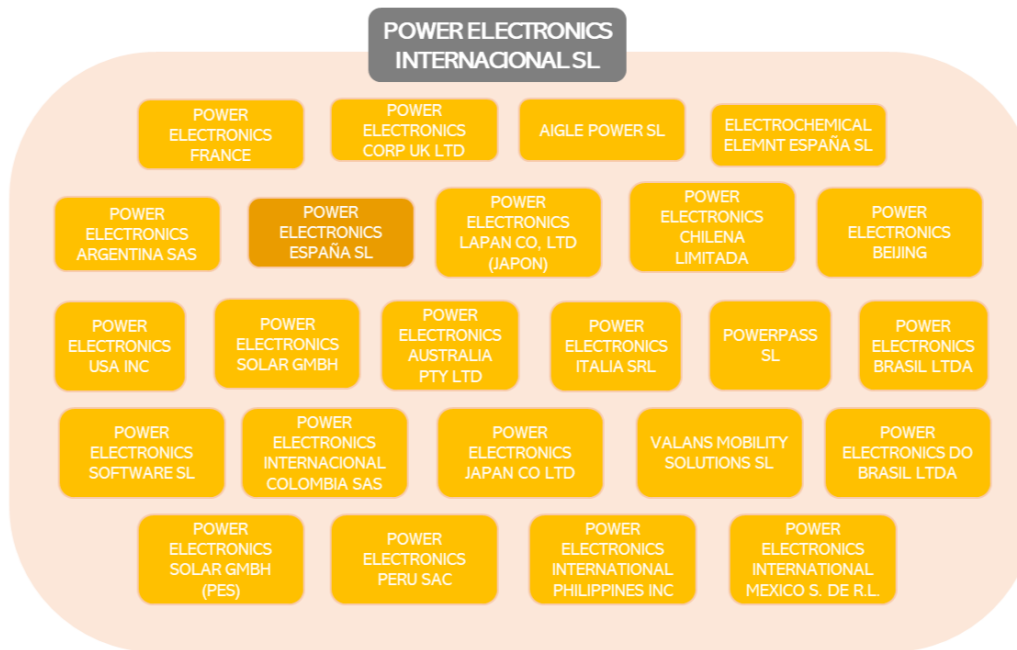 POWER ELECTRONICS
INTERNACIONAL SL
POWER
ELECTRONICS
FRANCE
POWER
ELECTRONICS
CORP UK LTD
AIGLE POWER SL
ELECTROCHEMICAL
ELEMNT ESPAÑA SL
POWER
ELECTRONICS
ARGENTINA SAS
POWER
ELECTRONICS
ESPAÑA SL
POWER
ELECTRONICS
LAPAN CO, LTD
(JAPON)
POWER
ELECTRONICS
CHILENA
LIMITADA
POWER
ELECTRONICS
BEIJING
POWER
ELECTRONICS
USA INC
POWER
ELECTRONICS
SOLAR GMBH
POWER
ELECTRONICS
AUSTRALIA
PTY LTD
POWER
ELECTRONICS
ITALIA SRL
POWERPASS
SL
POWER
ELECTRONICS
BRASIL LTDA
POWER
ELECTRONICS
SOFTWARE SL
POWER
ELECTRONICS
INTERNACIONAL
COLOMBIA SAS
POWER
ELECTRONICS
JAPAN CO LTD
VALANS MOBILITY
SOLUTIONS SL
POWER
ELECTRONICS DO
BRASIL LTDA
POWER
ELECTRONICS
SOLAR GMBH
(PES)
POWER
ELECTRONICS
PERU SAC
POWER
ELECTRONICS
INTERNATIONAL
PHILIPPINES INC
POWER
ELECTRONICS
INTERNATIONAL
MEXICO S. DE R.L.